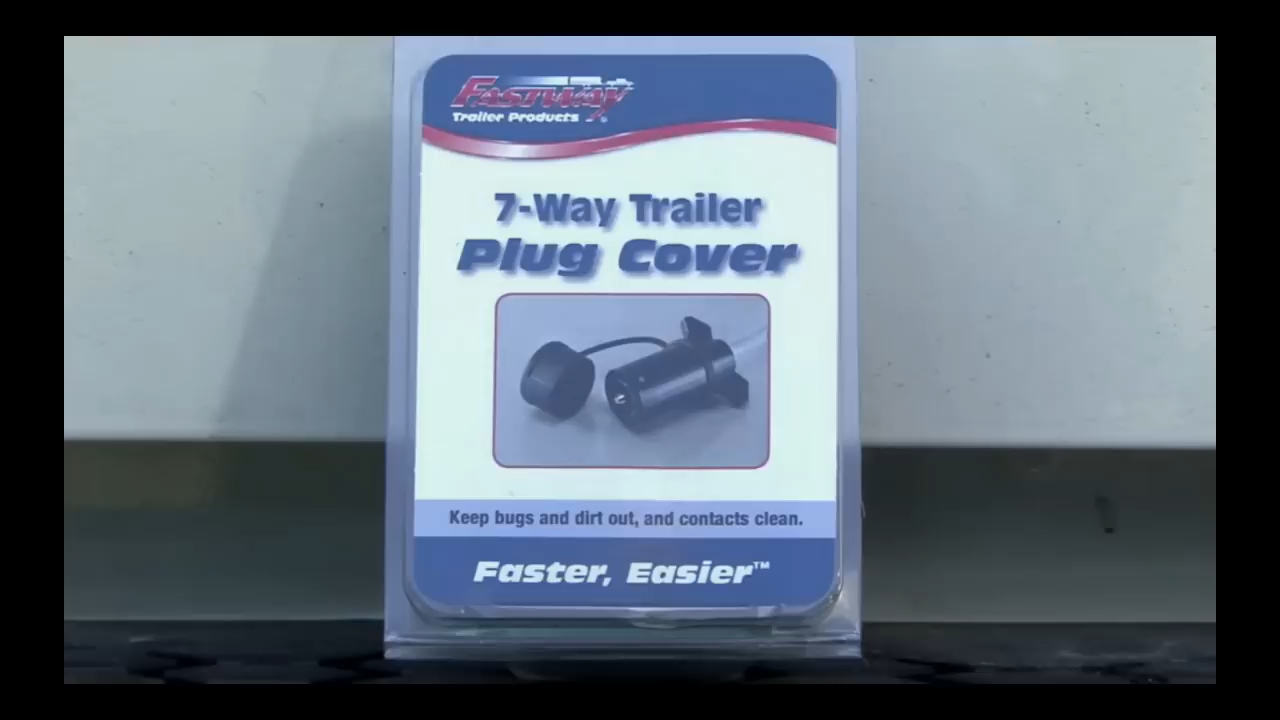 FASTWAY
Trailer Products ®
7-Way Trailer
Plug Cover
Keep bugs and dirt out, and contacts clean.
Faster, Easier™